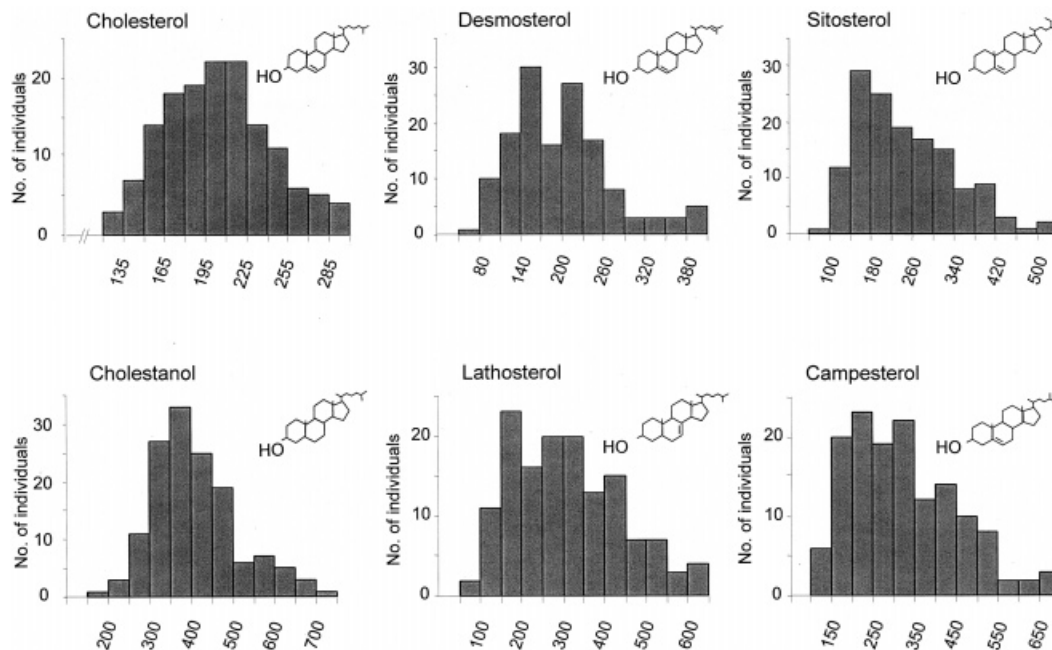 Cholesterol
No. of individuals
20
10
0
135 165 195 225 255 285
HO
Desmosterol
No. of individuals
30
20
10
0
80 140 200 260 320 380
HO
Sitosterol
No. of individuals
30
20
10
0
100 180 260 340 420 500
HO
Cholestanol
No. of individuals
30
20
10
0
200 300 400 500 600 700
HO
Lathosterol
No. of individuals
20
10
0
100 200 300 400 500 600
HO
Campesterol
No. of individuals
20
10
0
150 250 350 450 550 650
HO